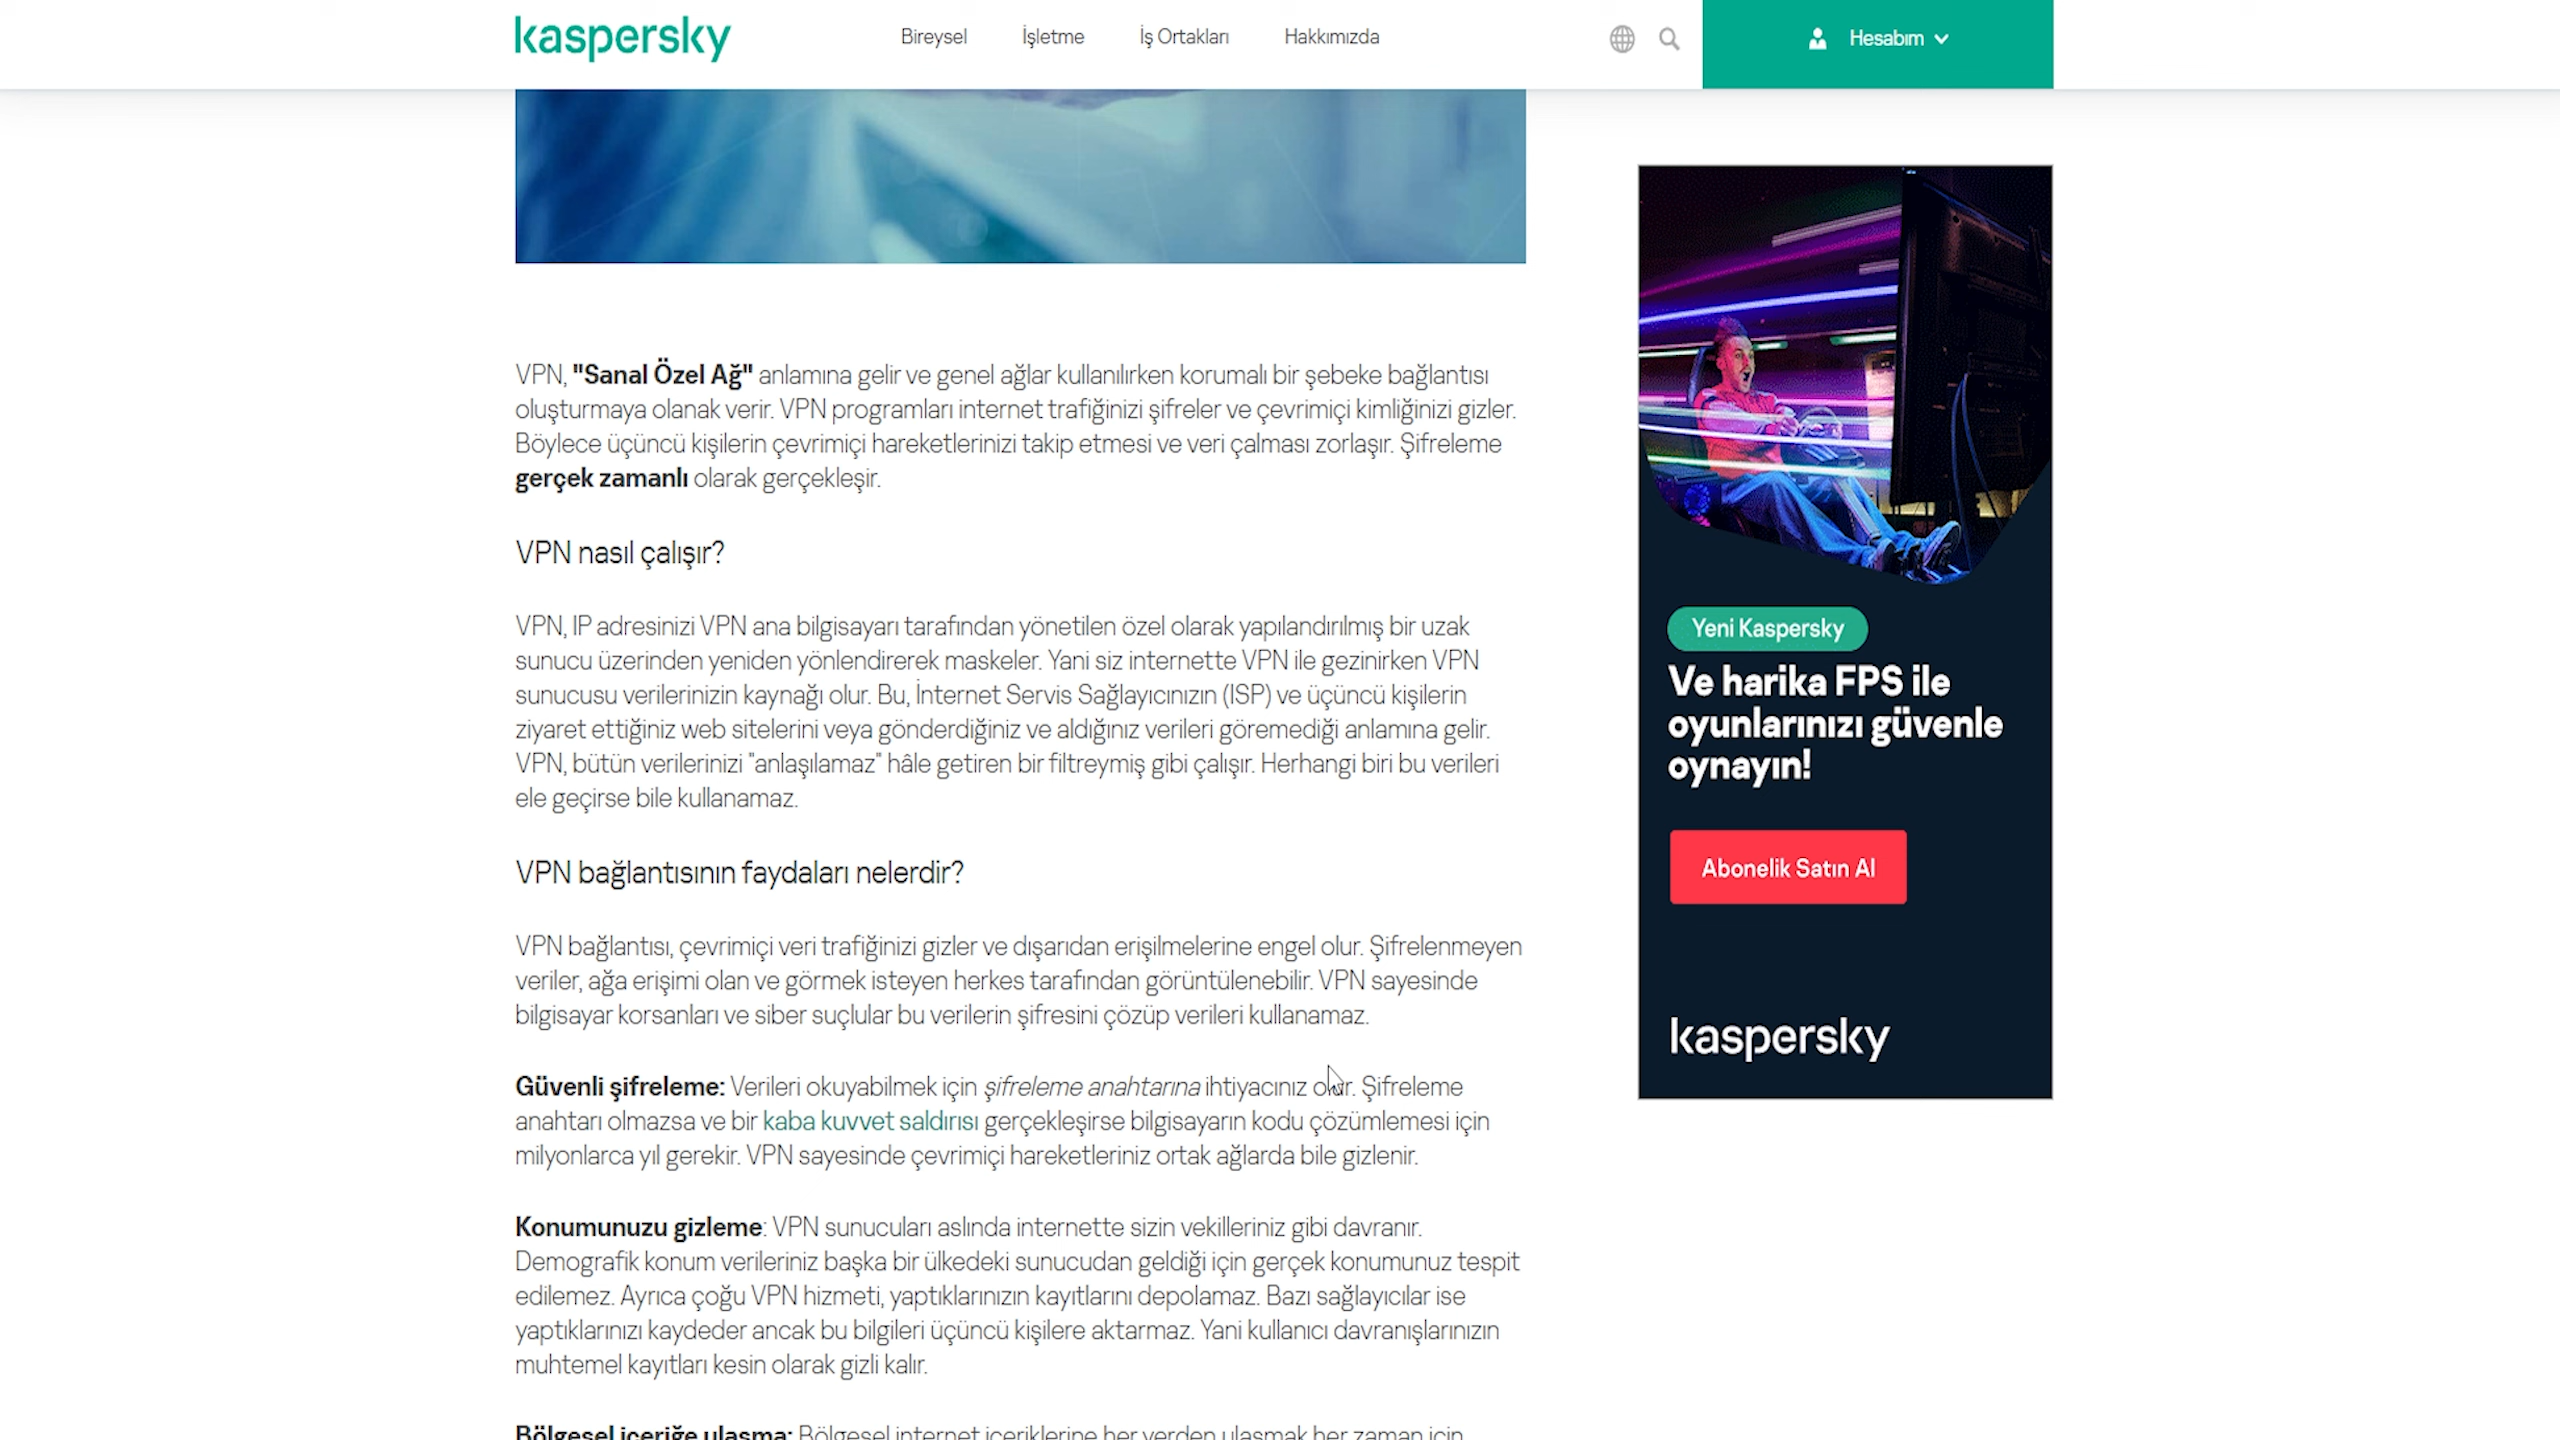 kaspersky
Bireysel
İşletme
İş Ortakları
Hakkımızda
Hesabım
VPN, "Sanal Özel Ağ" anlamına gelir ve genel ağlar kullanılırken korumalı bir şebeke bağlantısı
oluşturmaya olanak verir. VPN programları internet trafiğinizi şifreler ve çevrimiçi kimliğinizi gizler.
Böylece üçüncü kişilerin çevrimiçi hareketlerinizi takip etmesi ve veri çalması zorlaşır. Şifreleme
gerçek zamanlı olarak gerçekleşir.
VPN nasıl çalışır?
VPN, IP adresinizi VPN ana bilgisayarı tarafından yönetilen özel olarak yapılandırılmış bir uzak
sunucu üzerinden yeniden yönlendirerek maskeler. Yani siz internette VPN ile gezinirken VPN
sunucusu verilerinizin kaynağı olur. Bu, İnternet Servis Sağlayıcınızın (ISP) ve üçüncü kişilerin
ziyaret ettiğiniz web sitelerini veya gönderdiğiniz ve aldığınız verileri göremediği anlamına gelir.
VPN, bütün verilerinizi "anlaşılamaz" hâle getiren bir filtreymiş gibi çalışır. Herhangi biri bu verileri
ele geçirse bile kullanamaz.
VPN bağlantısının faydaları nelerdir?
VPN bağlantısı, çevrimiçi veri trafiğinizi gizler ve dışarıdan erişilmelerine engel olur. Şifrelenmeyen
veriler, ağa erişimi olan ve görmek isteyen herkes tarafından görüntülenebilir. VPN sayesinde
bilgisayar korsanları ve siber suçlular bu verilerin şifresini çözüp verileri kullanamaz.
Güvenli şifreleme: Verileri okuyabilmek için şifreleme anahtarına ihtiyacınız olur. Şifreleme
anahtarı olmazsa ve bir kaba kuvvet saldırısı gerçekleşirse bilgisayarın kodu çözümlemesi için
milyonlarca yıl gerekir. VPN sayesinde çevrimiçi hareketleriniz ortak ağlarda bile gizlenir.
Konumunuzu gizleme: VPN sunucuları aslında internette sizin vekilleriniz gibi davranır.
Demografik konum verileriniz başka bir ülkedeki sunucudan geldiği için gerçek konumunuz tespit
edilemez. Ayrıca çoğu VPN hizmeti, yaptıklarınızın kayıtlarını depolamaz. Bazı sağlayıcılar ise
yaptıklarınızı kaydeder ancak bu bilgileri üçüncü kişilere aktarmaz. Yani kullanıcı davranışlarınızın
muhtemel kayıtları kesin olarak gizli kalır.
Bölgesel içeriğe ulaşma: Bölgesel internet içeriklerine her yerden ulaşmak her zaman için
Yeni Kaspersky
Ve harika FPS ile
oyunlarınızı güvenle
oynayın!
Abonelik Satın Al
kaspersky